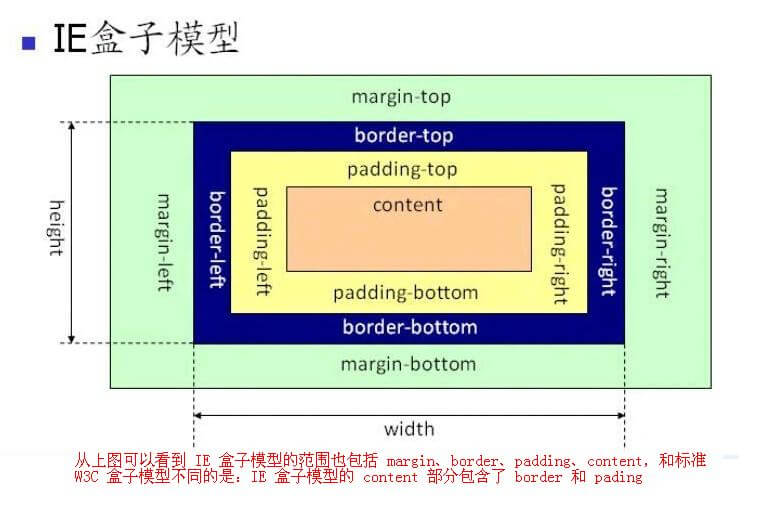 IE盒子模型
margin-top
border-top
padding-top
content
height
margin-left
border-left
padding-left
padding-right
border-right
margin-right
padding-bottom
border-bottom
margin-bottom
width
从上图可以看到 IE 盒子模型的范围也包括 margin、border、padding、content, 和标准
W3C 盒子模型不同的是: IE 盒子模型的 content 部分包含了 border 和 pading